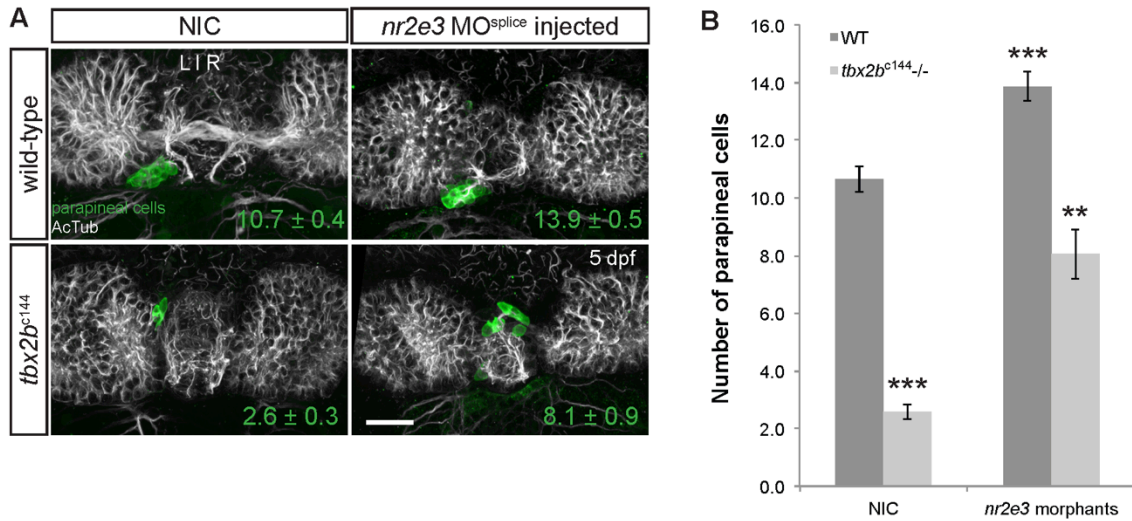 A
NIC
nr2e3 MOsplice injected
wild-type
L I R
parapineal cells
AcTub
10.7 ± 0.4
13.9 ± 0.5
tbx2bc144
5 dpf
2.6 ± 0.3
8.1 ± 0.9
B
Number of parapineal cells
16.0
14.0
12.0
10.0
8.0
6.0
4.0
2.0
0.0
WT
tbx2bc144-/-
***
***
***
**
NIC
nr2e3 morphants